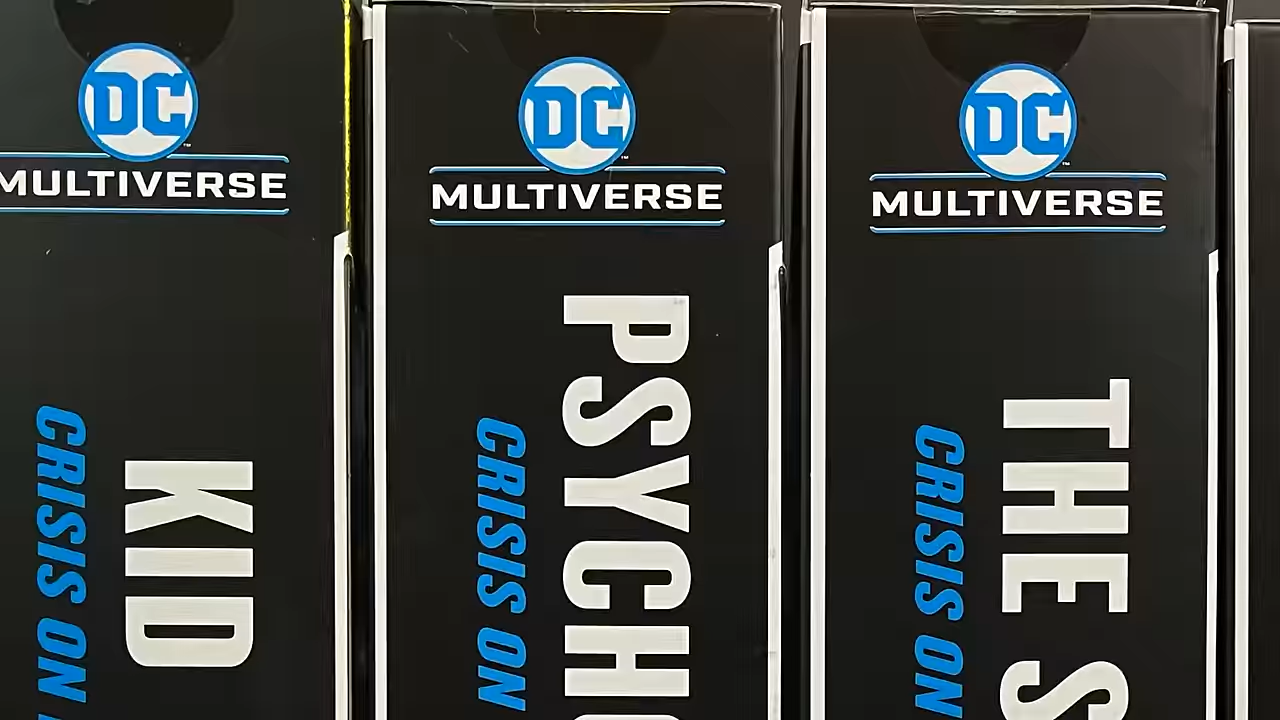 DC
MULTIVERSE
KID
CRISIS ON
DC
MULTIVERSE
PSYCH
CRISIS ON
DC
MULTIVERSE
THE S
CRISIS ON